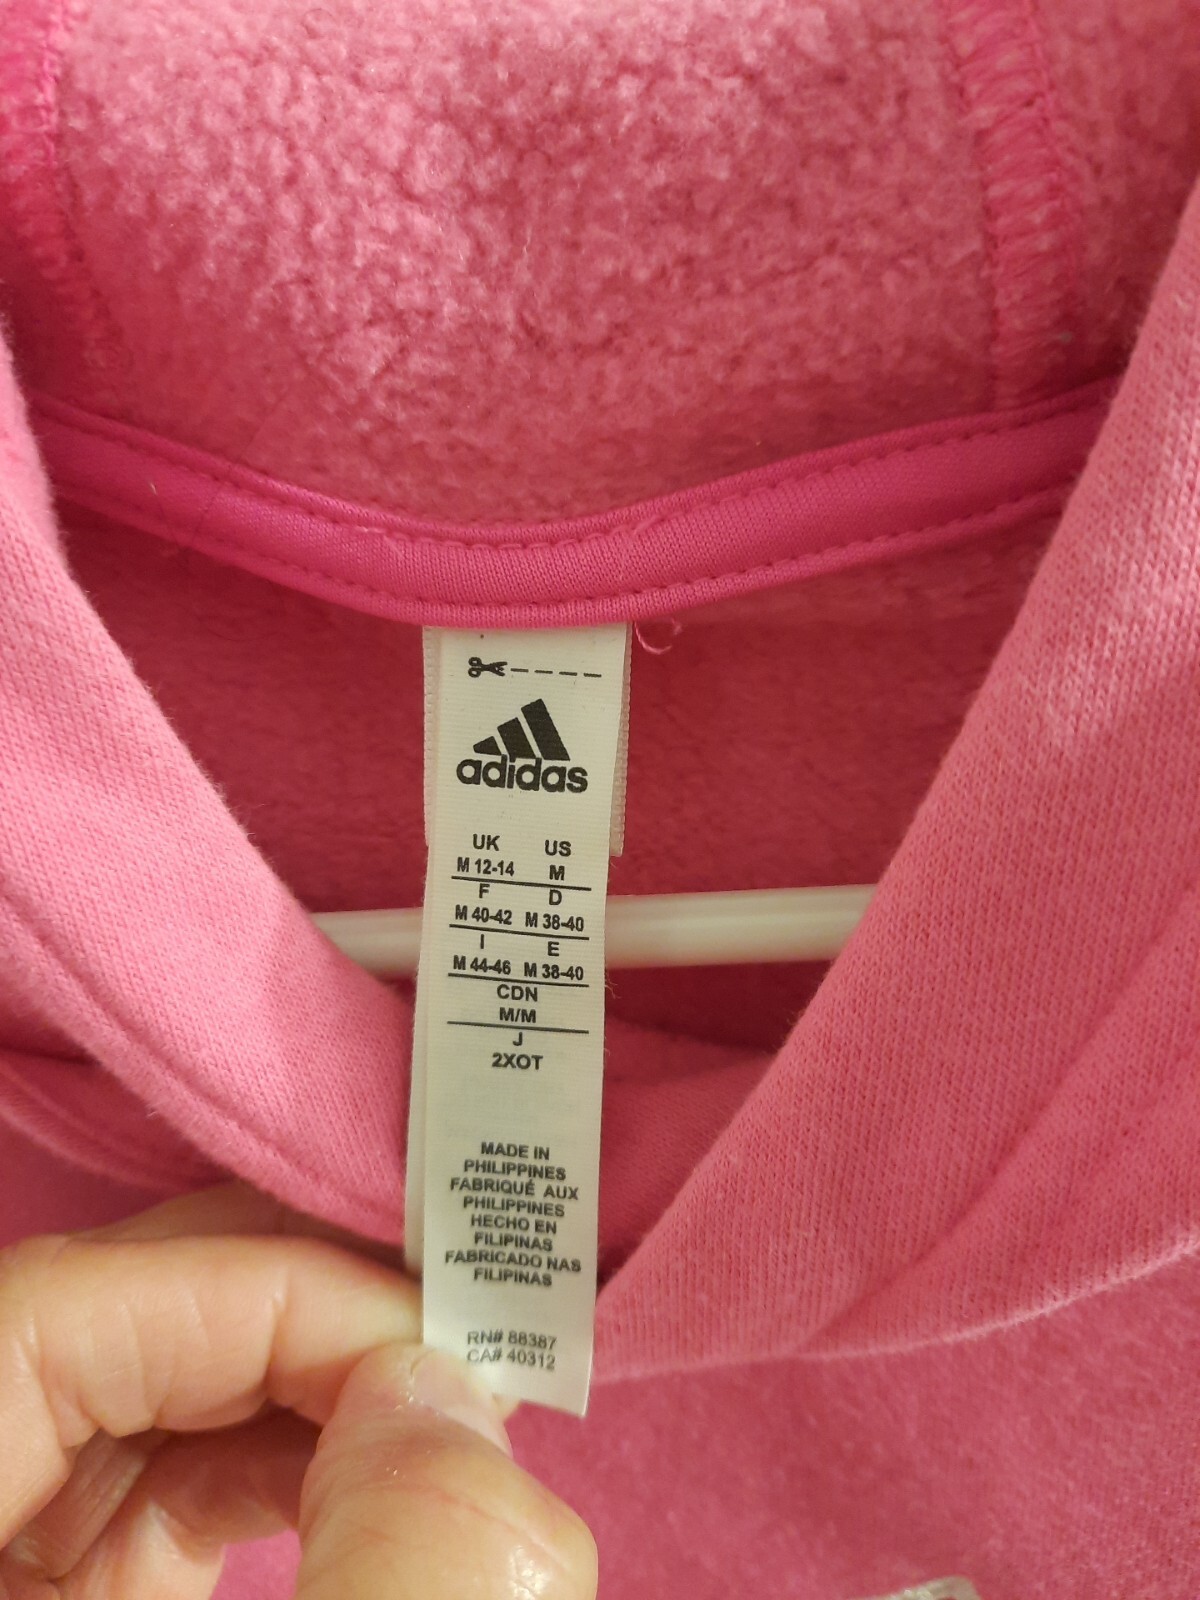 adidas
UK US
M 12-14 M
F D
M 40-42 M 38-40
I E
M 44-46 M 38-40
CDN
M/M
J
2XOT
MADE IN
PHILIPPINES
FABRIQUÉ AUX
PHILIPPINES
HECHO EN
FILIPINAS
FABRICADO NAS
FILIPINAS
RN# 88387
CA# 40312